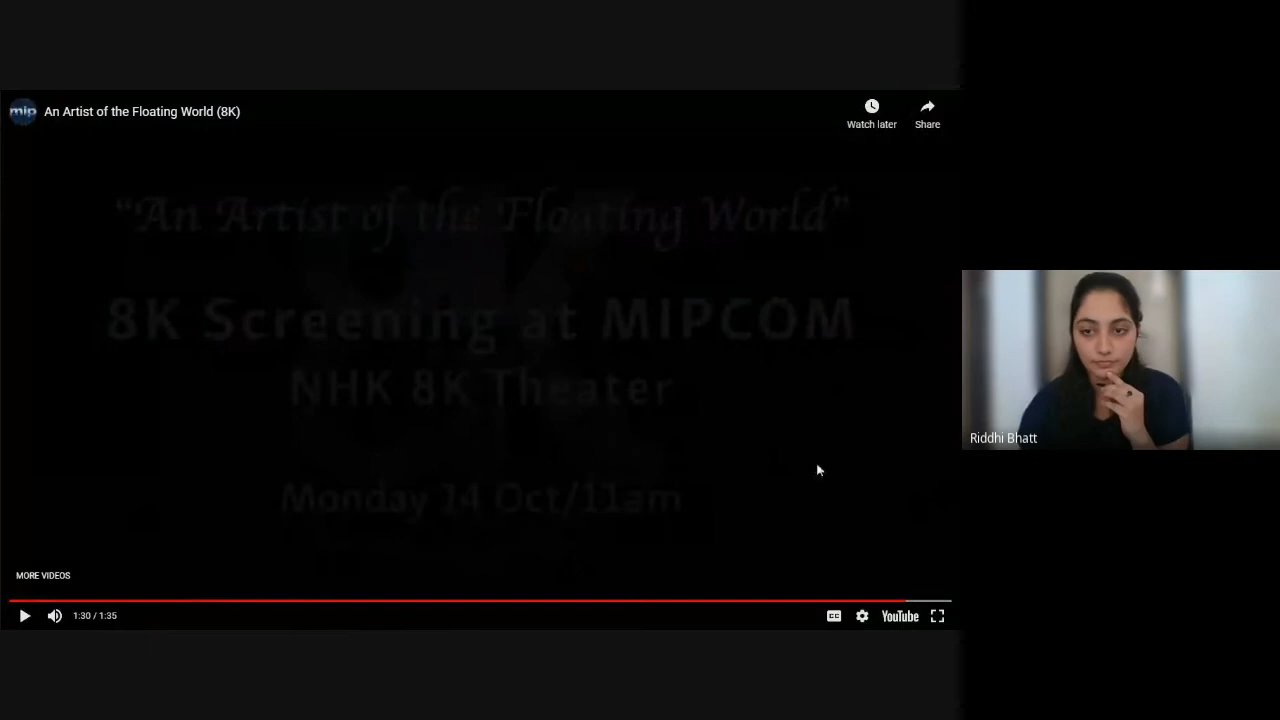 mip
An Artist of the Floating World (8K)
Watch later
Share
"An Artist of the Floating World"
8K Screening at MIPCOM
NHK 8K Theater
Monday 14 Oct/11am
Riddhi Bhatt
MORE VIDEOS
1:30 / 1:35
CC
YouTube